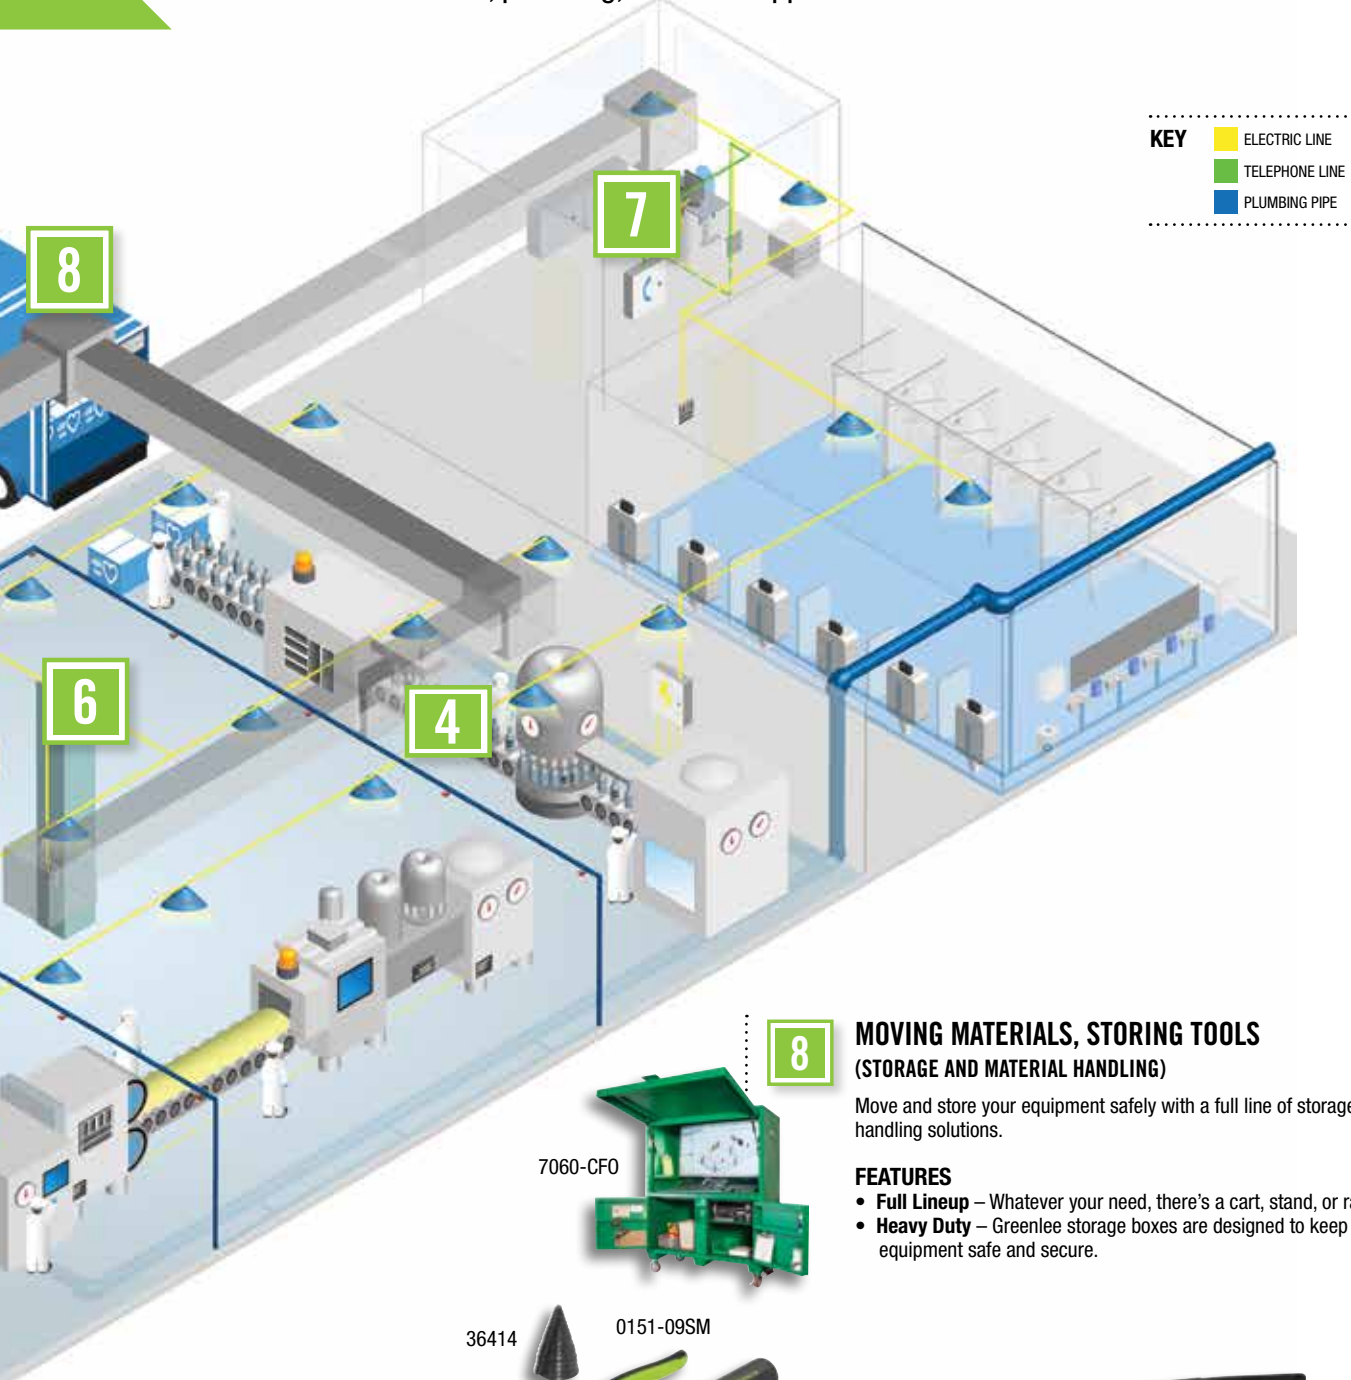 KEY
ELECTRIC LINE
TELEPHONE LINE
PLUMBING PIPE
7
8
6
4
8
MOVING MATERIALS, STORING TOOLS
(STORAGE AND MATERIAL HANDLING)
Move and store your equipment safely with a full line of storage
handling solutions.
7060-CFO
FEATURES
• Full Lineup – Whatever your need, there's a cart, stand, or
• Heavy Duty – Greenlee storage boxes are designed to keep
equipment safe and secure.
36414
0151-09SM